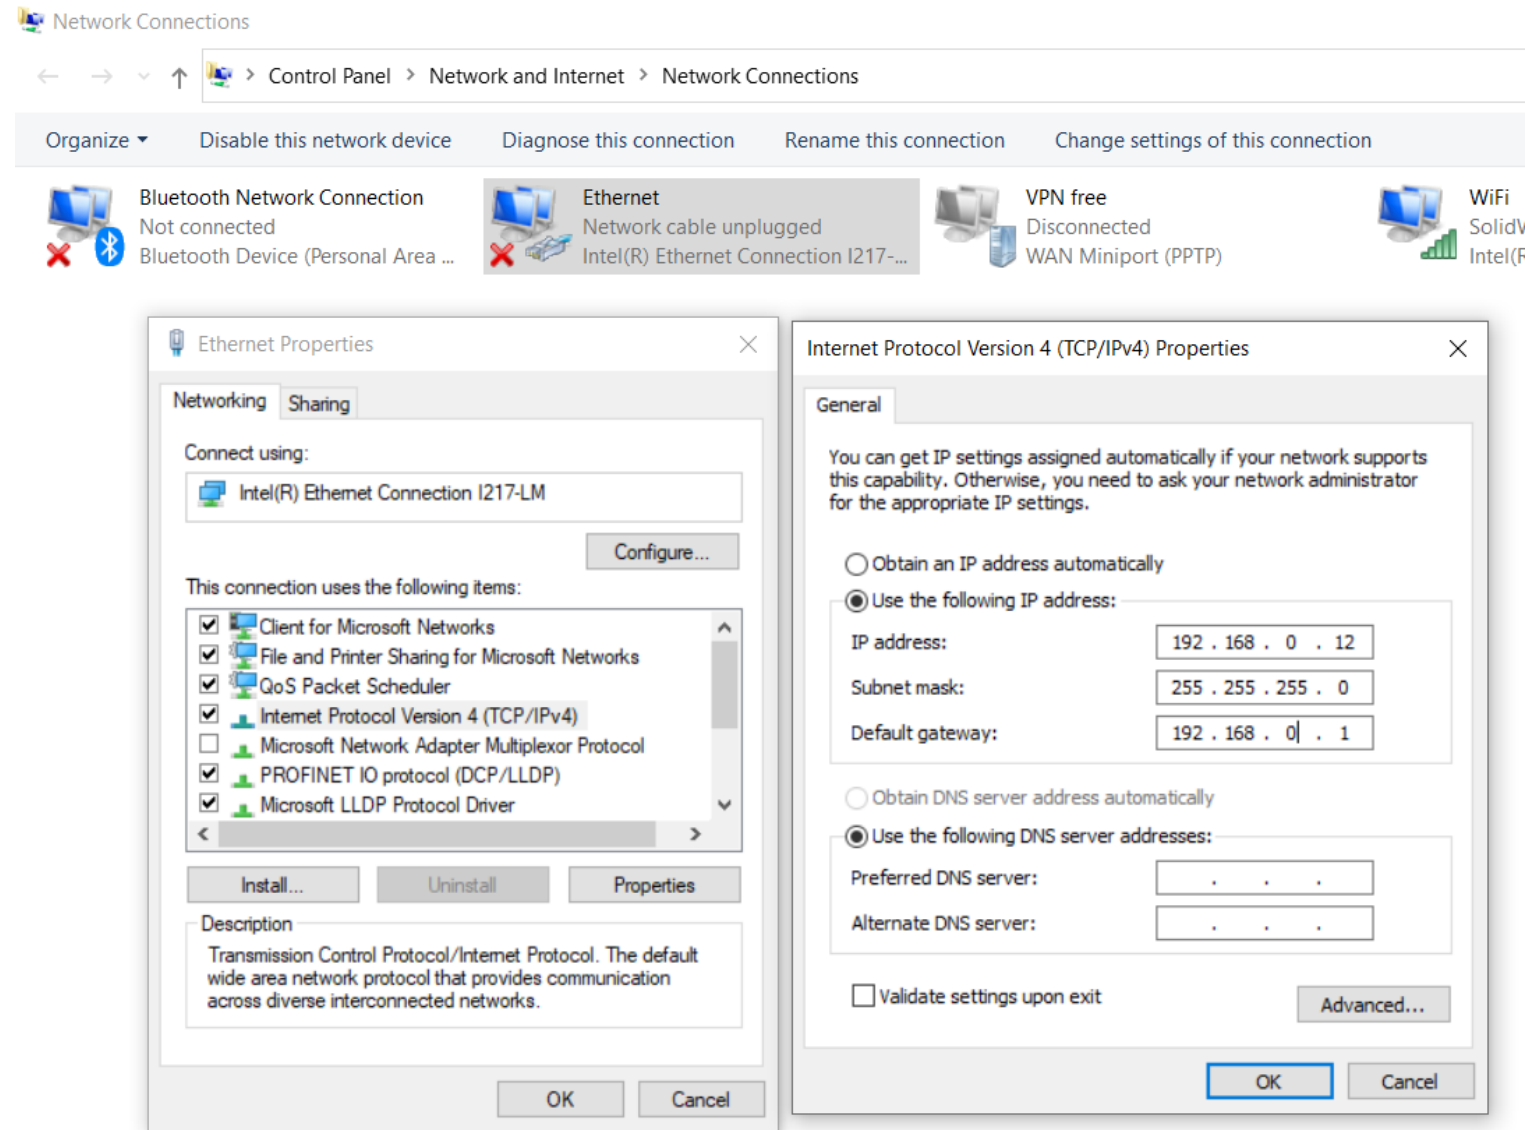 Network Connections
Control Panel > Network and Internet > Network Connections
Organize Disable this network device Diagnose this connection Rename this connection Change settings of this connection
Bluetooth Network Connection
Not connected
Bluetooth Device (Personal Area ...
Ethernet
Network cable unplugged
Intel(R) Ethernet Connection I217-...
VPN free
Disconnected
WAN Miniport (PPTP)
WiFi
SolidW
Intel(R
Ethernet Properties
Networking
Sharing
Connect using:
Intel(R) Ethernet Connection I217-LM
Configure...
This connection uses the following items:
Client for Microsoft Networks
File and Printer Sharing for Microsoft Networks
QoS Packet Scheduler
Internet Protocol Version 4 (TCP/IPv4)
Microsoft Network Adapter Multiplexor Protocol
PROFINET IO protocol (DCP/LLDP)
Microsoft LLDP Protocol Driver
Install... Uninstall Properties
Description
Transmission Control Protocol/Internet Protocol. The default
wide area network protocol that provides communication
across diverse interconnected networks.
OK Cancel
Internet Protocol Version 4 (TCP/IPv4) Properties
General
You can get IP settings assigned automatically if your network supports
this capability. Otherwise, you need to ask your network administrator
for the appropriate IP settings.
Obtain an IP address automatically
Use the following IP address:
IP address: 192 . 168 . 0 . 12
Subnet mask: 255 . 255 . 255 . 0
Default gateway: 192 . 168 . 0 . 1
Obtain DNS server address automatically
Use the following DNS server addresses:
Preferred DNS server: . . .
Alternate DNS server: . . .
Validate settings upon exit
Advanced...
OK Cancel